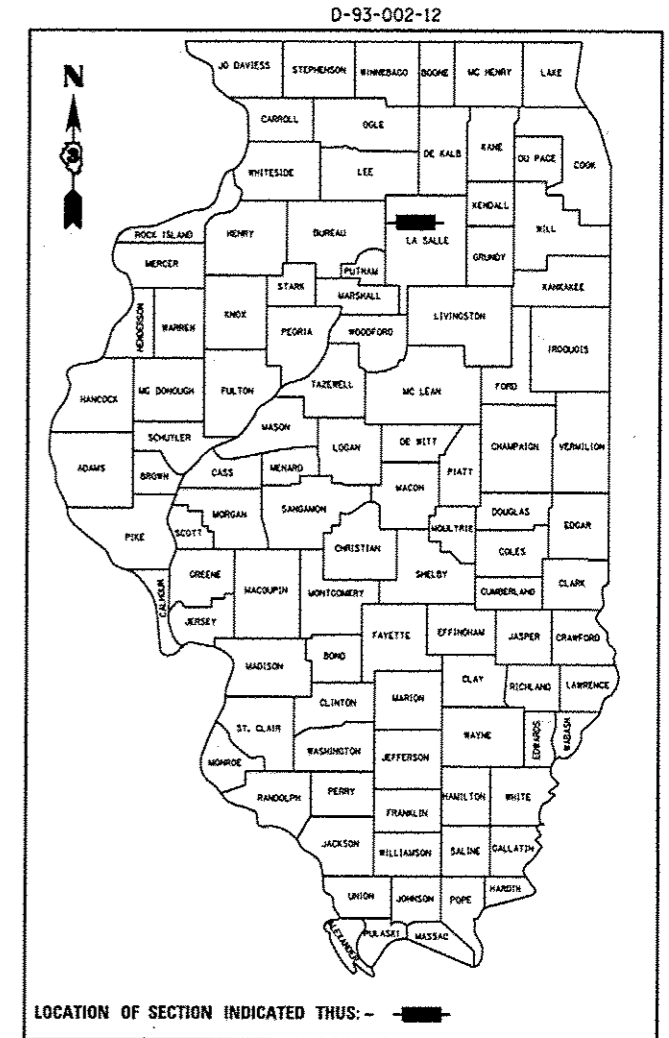 D-93-002-12
N
JO DAVIESS STEPHENSON WINNEBAGO BOONE MC HENRY LAKE
CARROLL OGLE DE KALB KANE DU PAGE COOK
WHITESIDE LEE
KENDALL WILL
ROCK ISLAND HENRY BUREAU LA SALLE GRUNDY
MERCER PUTNAM
STARK MARSHALL KANKAKEE
HENDERSON WARREN KNOX PEORIA WOODFORD LIVINGSTON IROQUOIS
HANCOCK MC DONOUGH FULTON TAZEWELL MC LEAN FORD
SCHUYLER MASON LOGAN DE WITT CHAMPAIGN VERMILION
ADAMS BROWN CASS MENARD MACON PIATT
PIKE SCOTT MORGAN SANGAMON CHRISTIAN MOULTRIE DOUGLAS EDGAR
COLES
CALHOUN GREENE MACOUPIN MONTGOMERY SHELBY CUMBERLAND CLARK
JERSEY FAYETTE EFFINGHAM JASPER CRAWFORD
MADISON BOND
CLAY RICHLAND LAWRENCE
CLINTON MARION
ST. CLAIR WAYNE EDWARDS WABASH
WASHINGTON JEFFERSON
MONROE
RANDOLPH PERRY HAMILTON WHITE
FRANKLIN
JACKSON WILLIAMSON SALINE GALLATIN
UNION JOHNSON POPE HARDIN
ALEXANDER PULASKI MASSAC
LOCATION OF SECTION INDICATED THUS: -